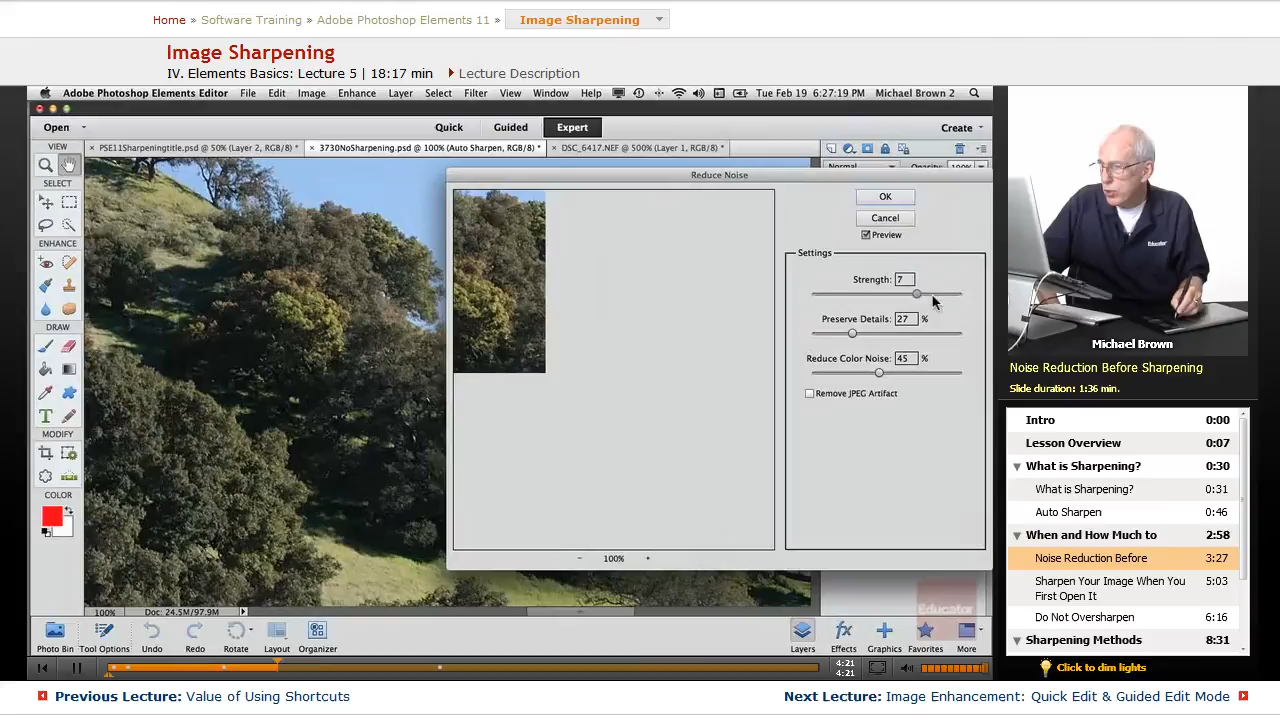 Home » Software Training » Adobe Photoshop Elements 11 » Image Sharpening
Image Sharpening
IV. Elements Basics: Lecture 5 | 18:17 min Lecture Description
Adobe Photoshop Elements Editor File Edit Image Enhance Layer Select Filter View Window Help Tue Feb 19 6:27:19 PM Michael Brown 2
Open Quick Guided Expert Create
VIEW
PSE11Sharpeningtitle.psd @ 50% (Layer 2, RGB/8) * 3730NoSharpening.psd @ 100% (Auto Sharpen, RGB/8) * DSC_6417.NEF @ 500% (Layer 1, RGB/8) *
Normal Opacity: 100%
Reduce Noise
SELECT
OK
Cancel
Preview
ENHANCE
Settings
Strength: 7
Preserve Details: 27 %
DRAW
Reduce Color Noise: 45 %
Remove JPEG Artifact
MODIFY
COLOR
100%
100% Doc: 24.5M/97.9M
Educator
Photo Bin Tool Options Undo Redo Rotate Layout Organizer Layers Effects Graphics Favorites More
4:21
4:21
Educator
Michael Brown
Noise Reduction Before Sharpening
Slide duration: 1:36 min.
Intro 0:00
Lesson Overview 0:07
What is Sharpening? 0:30
What is Sharpening? 0:31
Auto Sharpen 0:46
When and How Much to 2:58
Noise Reduction Before 3:27
Sharpen Your Image When You 5:03
First Open It
Do Not Oversharpen 6:16
Sharpening Methods 8:31
Click to dim lights
Previous Lecture: Value of Using Shortcuts
Next Lecture: Image Enhancement: Quick Edit & Guided Edit Mode